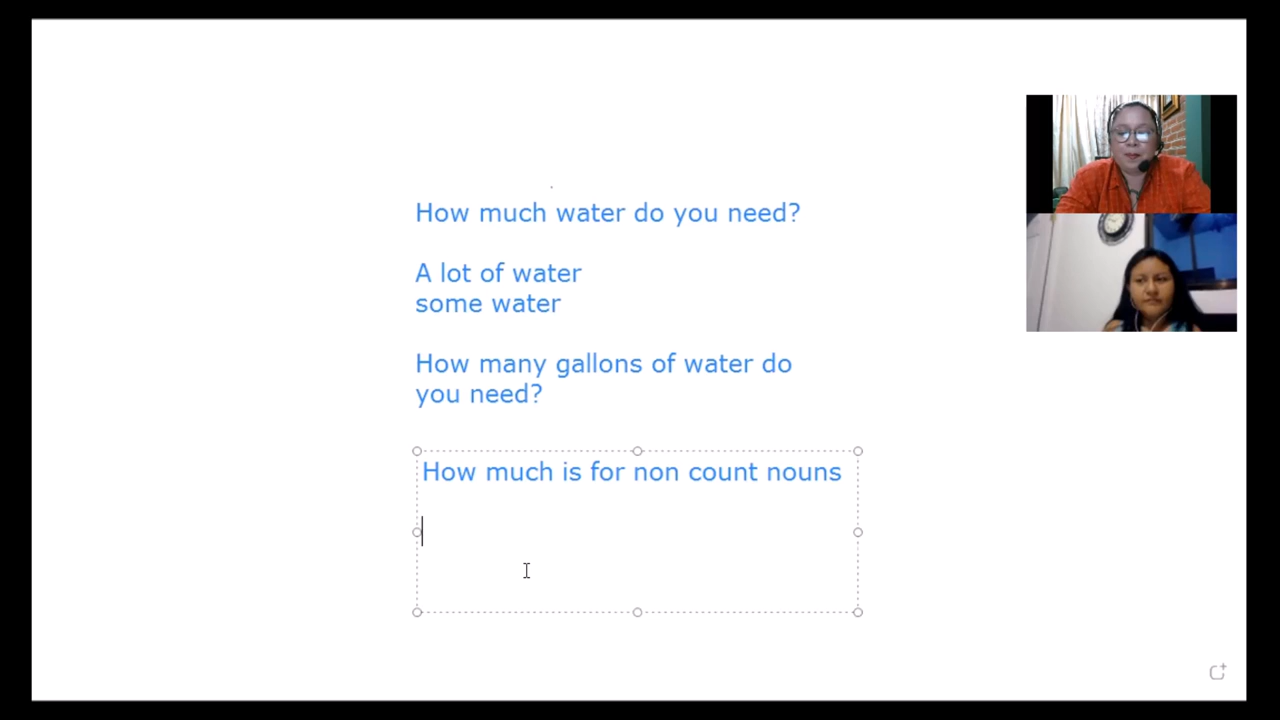 How much water do you need?
A lot of water
some water
How many gallons of water do
you need?
How much is for non count nouns